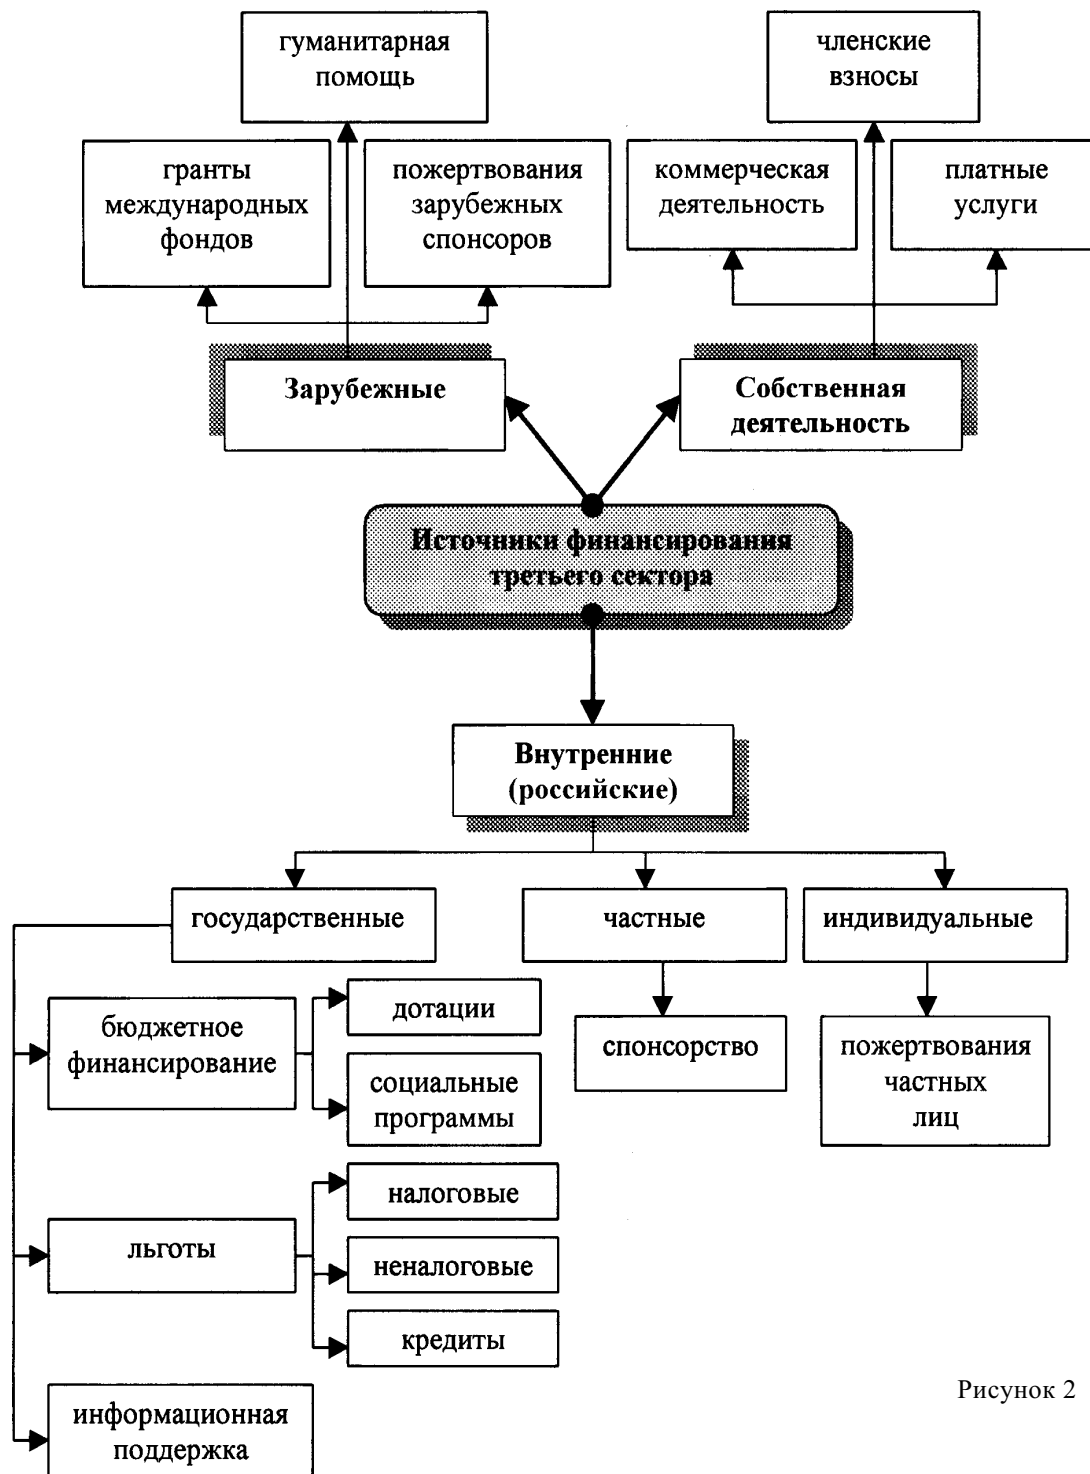 гуманитарная
помощь
членские
взносы
гранты
международных
фондов
пожертвования
зарубежных
спонсоров
коммерческая
деятельность
платные
услуги
Зарубежные
Собственная
деятельность
Источники финансирования
третьего сектора
Внутренние
(российские)
государственные
частные
индивидуальные
бюджетное
финансирование
дотации
социальные
программы
спонсорство
пожертвования
частных
лиц
льготы
налоговые
неналоговые
кредиты
информационная
поддержка
Рисунок 2